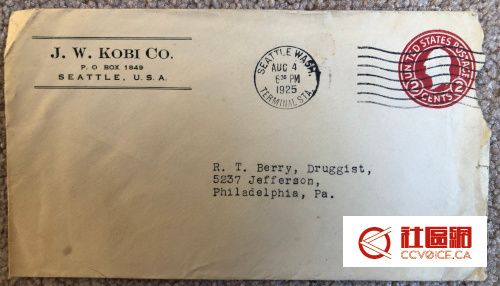 J. W. KOBI CO.
P. O BOX 1849
SEATTLE, U.S.A.
SEATTLE, WASH.
AUG 4
6 30 PM
1925
TERMINAL STA.
UNITED STATES POSTAGE
2 CENTS 2
R. T. Berry, Druggist,
5237 Jefferson,
Philadelphia, Pa.
社區網
CCVOICE.CA